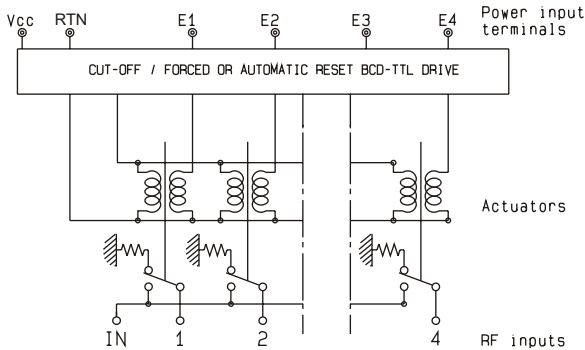 Vcc RTN E1 E2 E3 E4 Power input
terminals
CUT-OFF / FORCED OR AUTOMATIC RESET BCD-TTL DRIVE
Actuators
IN 1 2 4 RF inputs